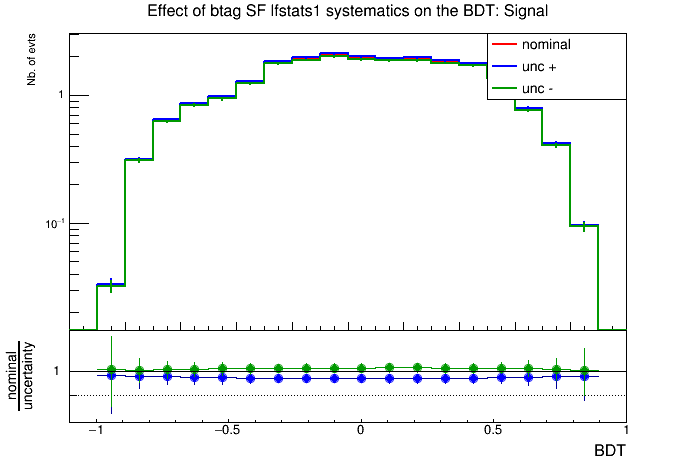 Effect of btag SF lfstats1 systematics on the BDT: Signal
Nb. of evts
nominal
unc +
unc -
1
10⁻¹
nominal
uncertainty
1
−1
−0.5
0
0.5
1
BDT